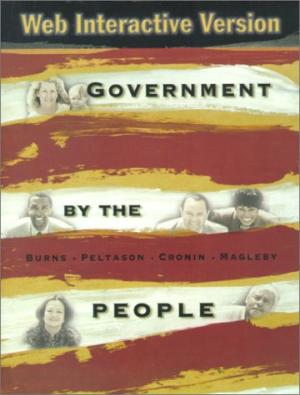 Web Interactive Version
GOVERNMENT
BY THE
BURNS • PELTASON • CRONIN • MAGLEBY
PEOPLE